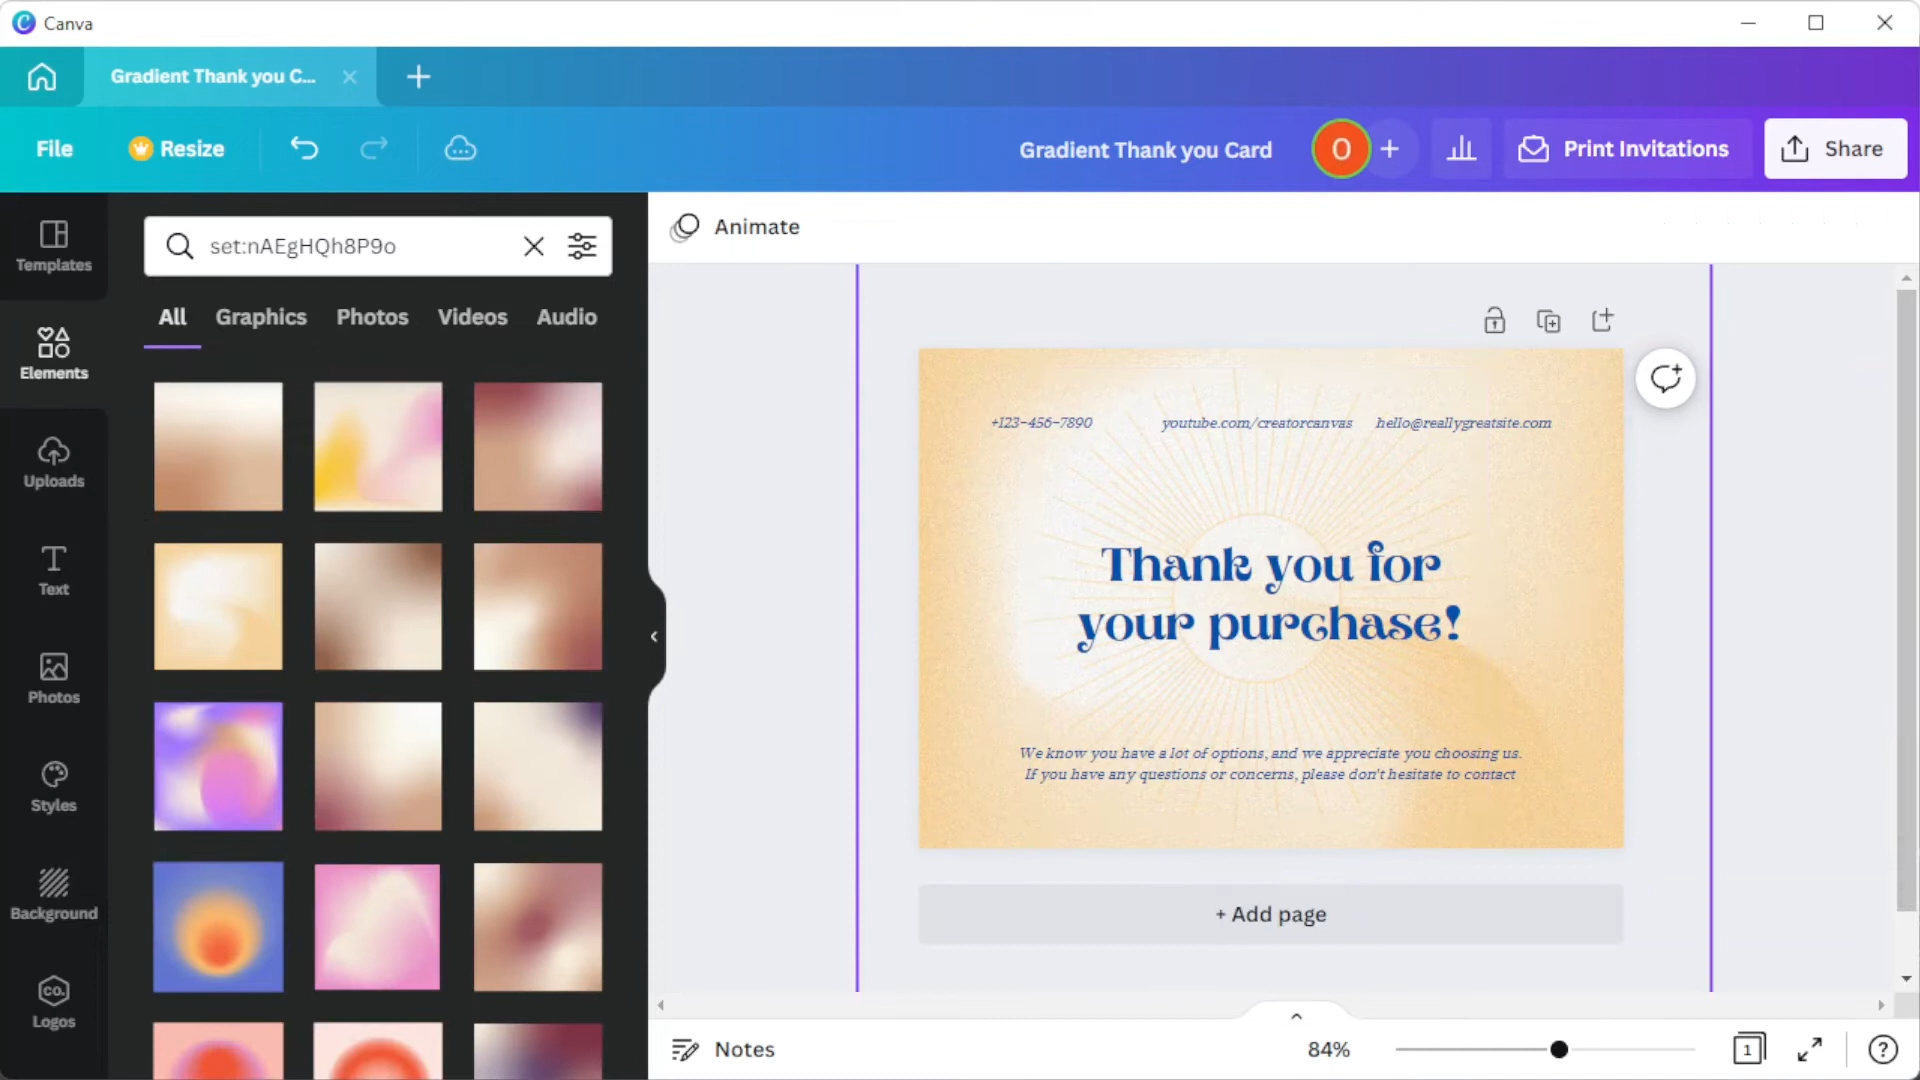 Canva
Gradient Thank you C...
File
Resize
Gradient Thank you Card
O
Print Invitations
Share
Templates
Elements
Uploads
Text
Photos
Styles
Background
CO.
Logos
set:nAEgHQh8P9o
All Graphics Photos Videos Audio
Animate
+123-456-7890 youtube.com/creatorcanvas hello@reallygreatsite.com
Thank you for
your purchase!
We know you have a lot of options, and we appreciate you choosing us.
If you have any questions or concerns, please don't hesitate to contact
+ Add page
Notes
84%
1
?